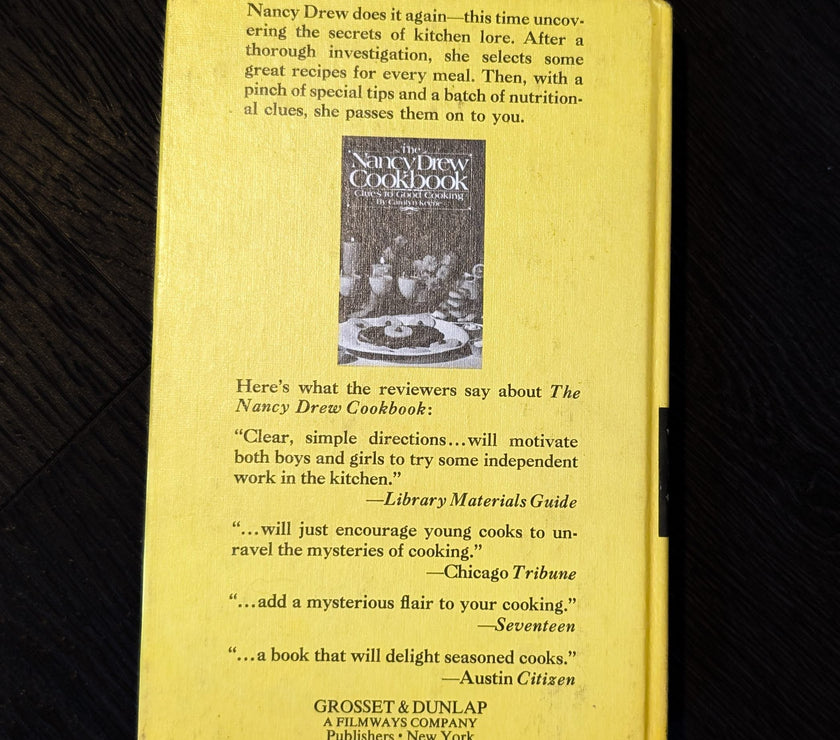 Nancy Drew does it again—this time uncov-
ering the secrets of kitchen lore. After a
thorough investigation, she selects some
great recipes for every meal. Then, with a
pinch of special tips and a batch of nutrition-
al clues, she passes them on to you.
The
Nancy Drew
Cookbook
Clues to Good Cooking
By Carolyn Keene
Here's what the reviewers say about The
Nancy Drew Cookbook:
“Clear, simple directions...will motivate
both boys and girls to try some independent
work in the kitchen.”
—Library Materials Guide
“...will just encourage young cooks to un-
ravel the mysteries of cooking.”
—Chicago Tribune
“...add a mysterious flair to your cooking.”
—Seventeen
“...a book that will delight seasoned cooks.”
—Austin Citizen
GROSSET & DUNLAP
A FILMWAYS COMPANY
Publishers • New York